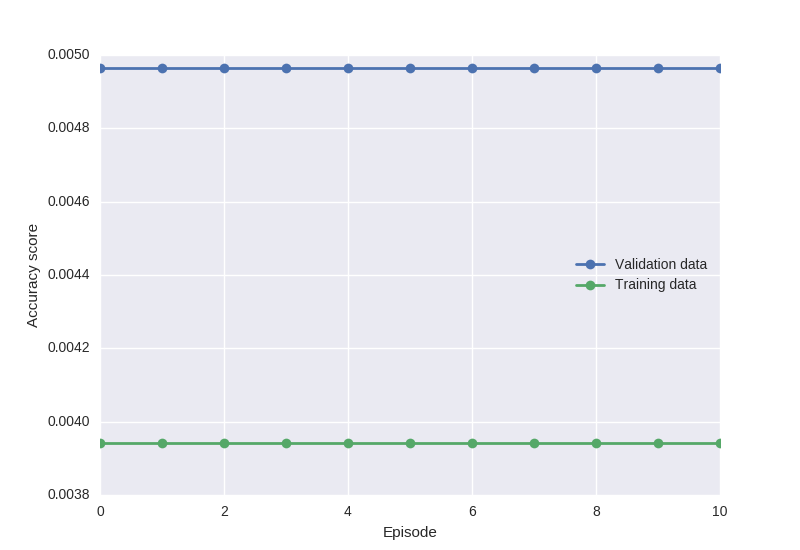 0.0050
0.0048
0.0046
0.0044
0.0042
0.0040
0.0038
Accuracy score
Validation data
Training data
0 2 4 6 8 10
Episode